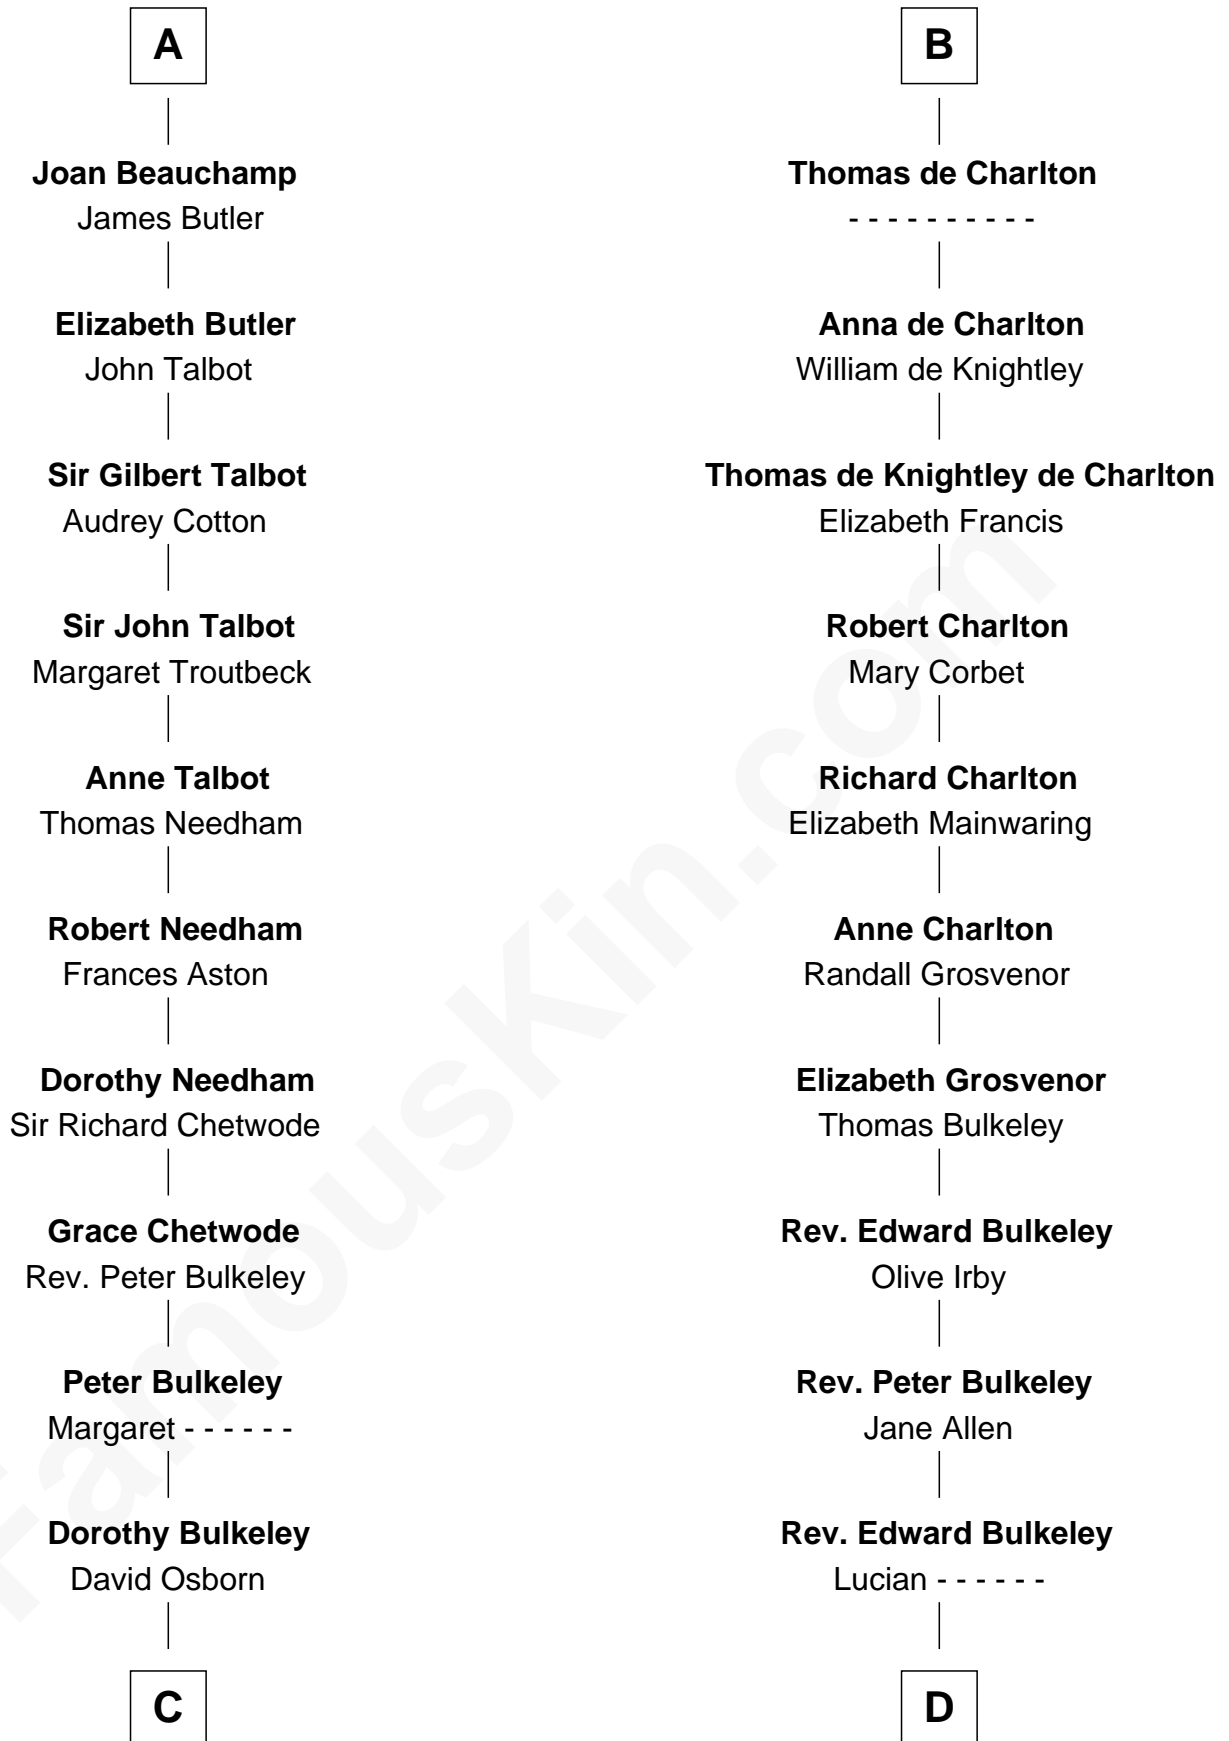 A
Joan Beauchamp
James Butler
Elizabeth Butler
John Talbot
Sir Gilbert Talbot
Audrey Cotton
Sir John Talbot
Margaret Troutbeck
Anne Talbot
Thomas Needham
Robert Needham
Frances Aston
Dorothy Needham
Sir Richard Chetwode
Grace Chetwode
Rev. Peter Bulkeley
Peter Bulkeley
Margaret - - - - - -
Dorothy Bulkeley
David Osborn
C
B
Thomas de Charlton
- - - - - - - - - -
Anna de Charlton
William de Knightley
Thomas de Knightley de Charlton
Elizabeth Francis
Robert Charlton
Mary Corbet
Richard Charlton
Elizabeth Mainwaring
Anne Charlton
Randall Grosvenor
Elizabeth Grosvenor
Thomas Bulkeley
Rev. Edward Bulkeley
Olive Irby
Rev. Peter Bulkeley
Jane Allen
Rev. Edward Bulkeley
Lucian - - - - - -
D
FamousKin.com